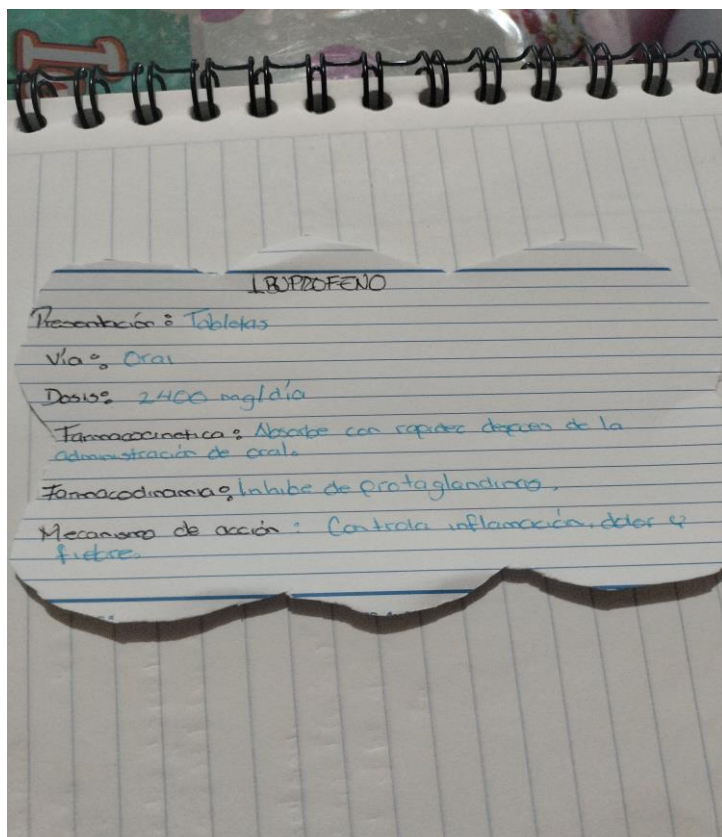 IBUPROFENO
Presentación: Tabletas
Vía: Oral
Dosis: 2400 mg/día
Farmacocinetica: Absorbe con rapidez depues de la
administración de oral.
Farmacodinamia: Inhibe de protaglandinas.
Mecanismo de acción: Controla inflamación, dolor y
fiebre.